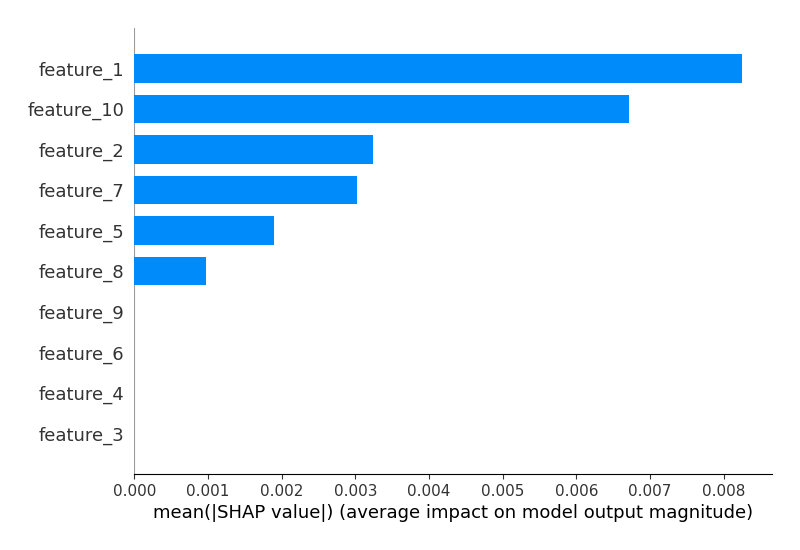 feature_1
feature_10
feature_2
feature_7
feature_5
feature_8
feature_9
feature_6
feature_4
feature_3
0.000 0.001 0.002 0.003 0.004 0.005 0.006 0.007 0.008
mean(|SHAP value|) (average impact on model output magnitude)